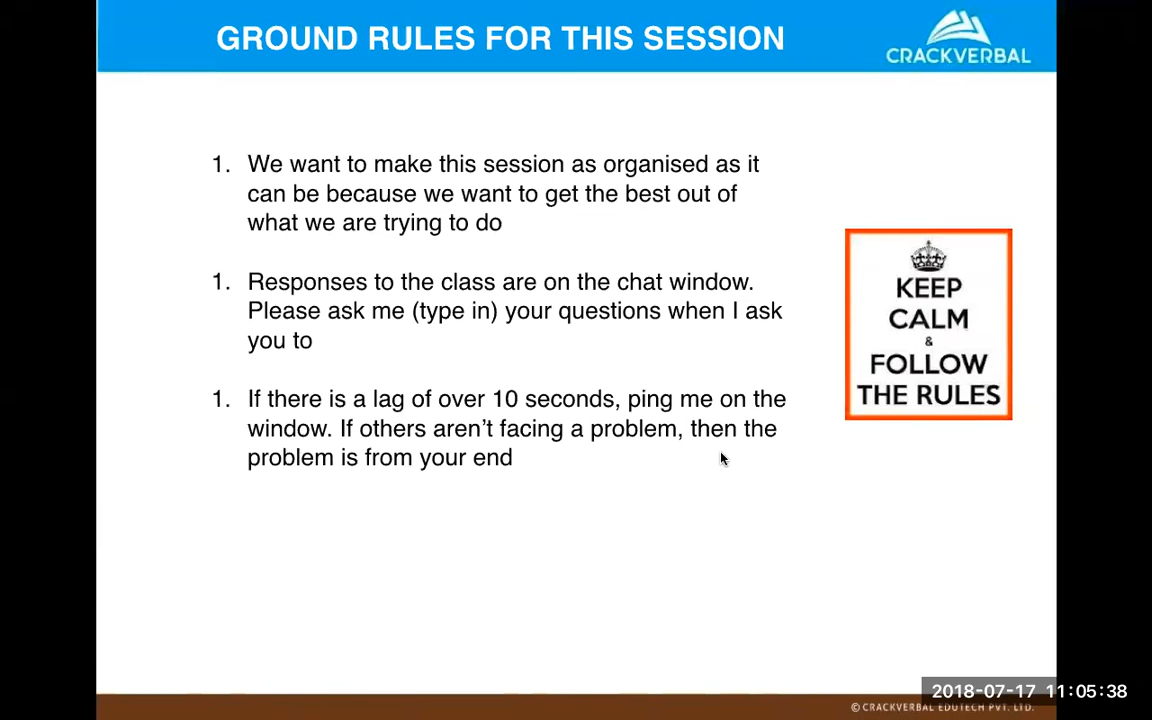 GROUND RULES FOR THIS SESSION
CRACKVERBAL
1. We want to make this session as organised as it
can be because we want to get the best out of
what we are trying to do
1. Responses to the class are on the chat window.
Please ask me (type in) your questions when I ask
you to
1. If there is a lag of over 10 seconds, ping me on the
window. If others aren’t facing a problem, then the
problem is from your end
KEEP
CALM
&
FOLLOW
THE RULES
2018-07-17 11:05:38
© CRACKVERBAL EDUTECH PVT. LTD.